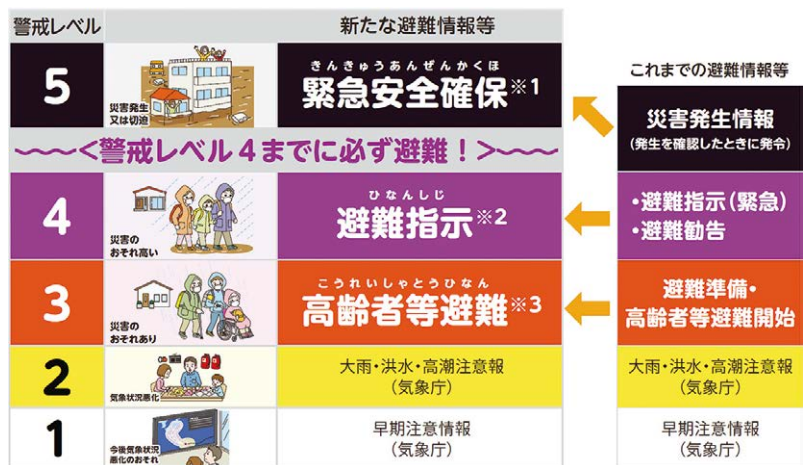 警戒レベル
新たな避難情報等
5
災害発生
又は切迫
きんきゅうあんぜんかくほ
緊急安全確保※1
<警戒レベル4までに必ず避難!>
4
災害の
おそれ高い
ひなんしじ
避難指示※2
3
災害の
おそれあり
こうれいしゃとうひなん
高齢者等避難※3
2
気象状況悪化
大雨・洪水・高潮注意報
(気象庁)
1
今後気象状況
悪化のおそれ
早期注意情報
(気象庁)
これまでの避難情報等
災害発生情報
(発生を確認したときに発令)
・避難指示(緊急)
・避難勧告
避難準備・
高齢者等避難開始
大雨・洪水・高潮注意報
(気象庁)
早期注意情報
(気象庁)